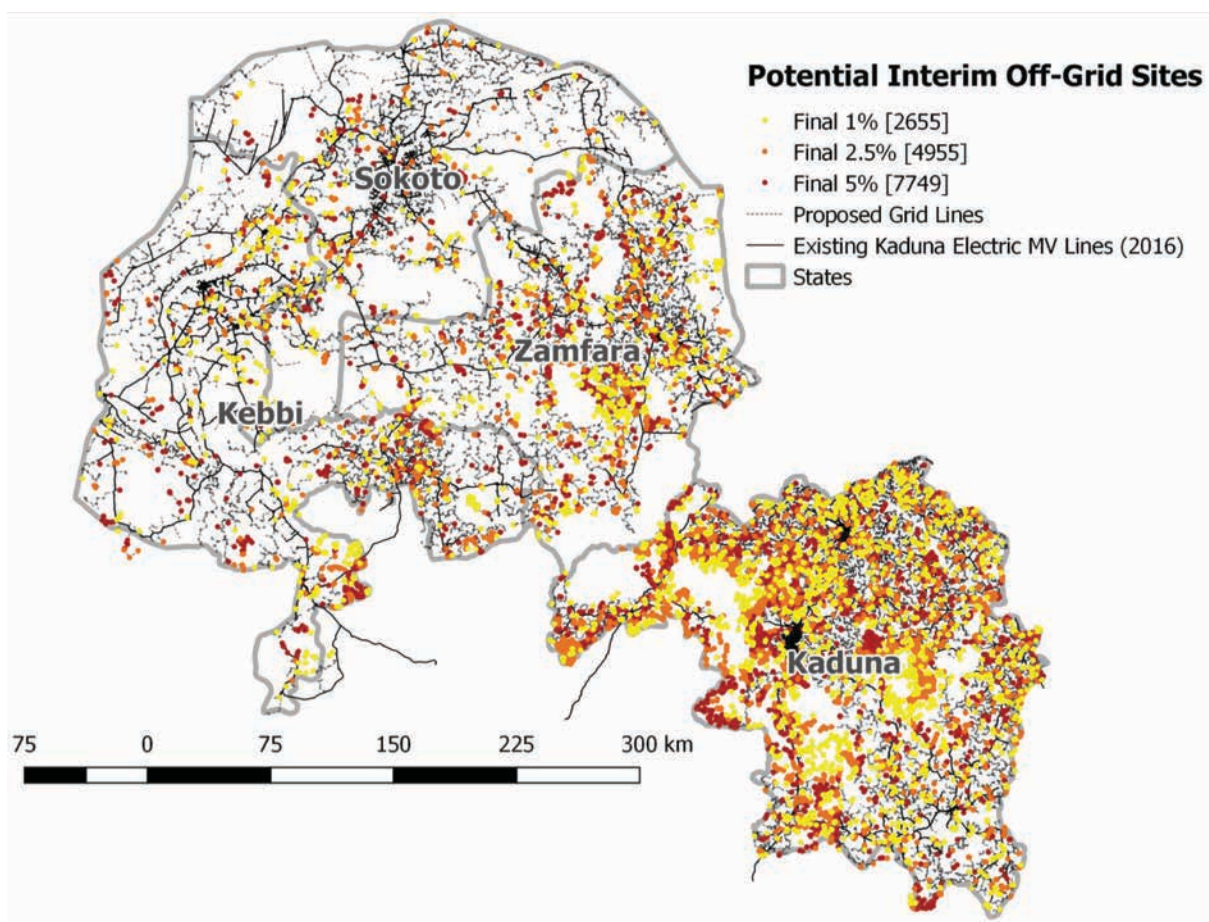 Potential Interim Off-Grid Sites
Final 1% [2655]
Final 2.5% [4955]
Final 5% [7749]
Proposed Grid Lines
Existing Kaduna Electric MV Lines (2016)
States
Sokoto
Zamfara
Kebbi
Kaduna
75 0 75 150 225 300 km